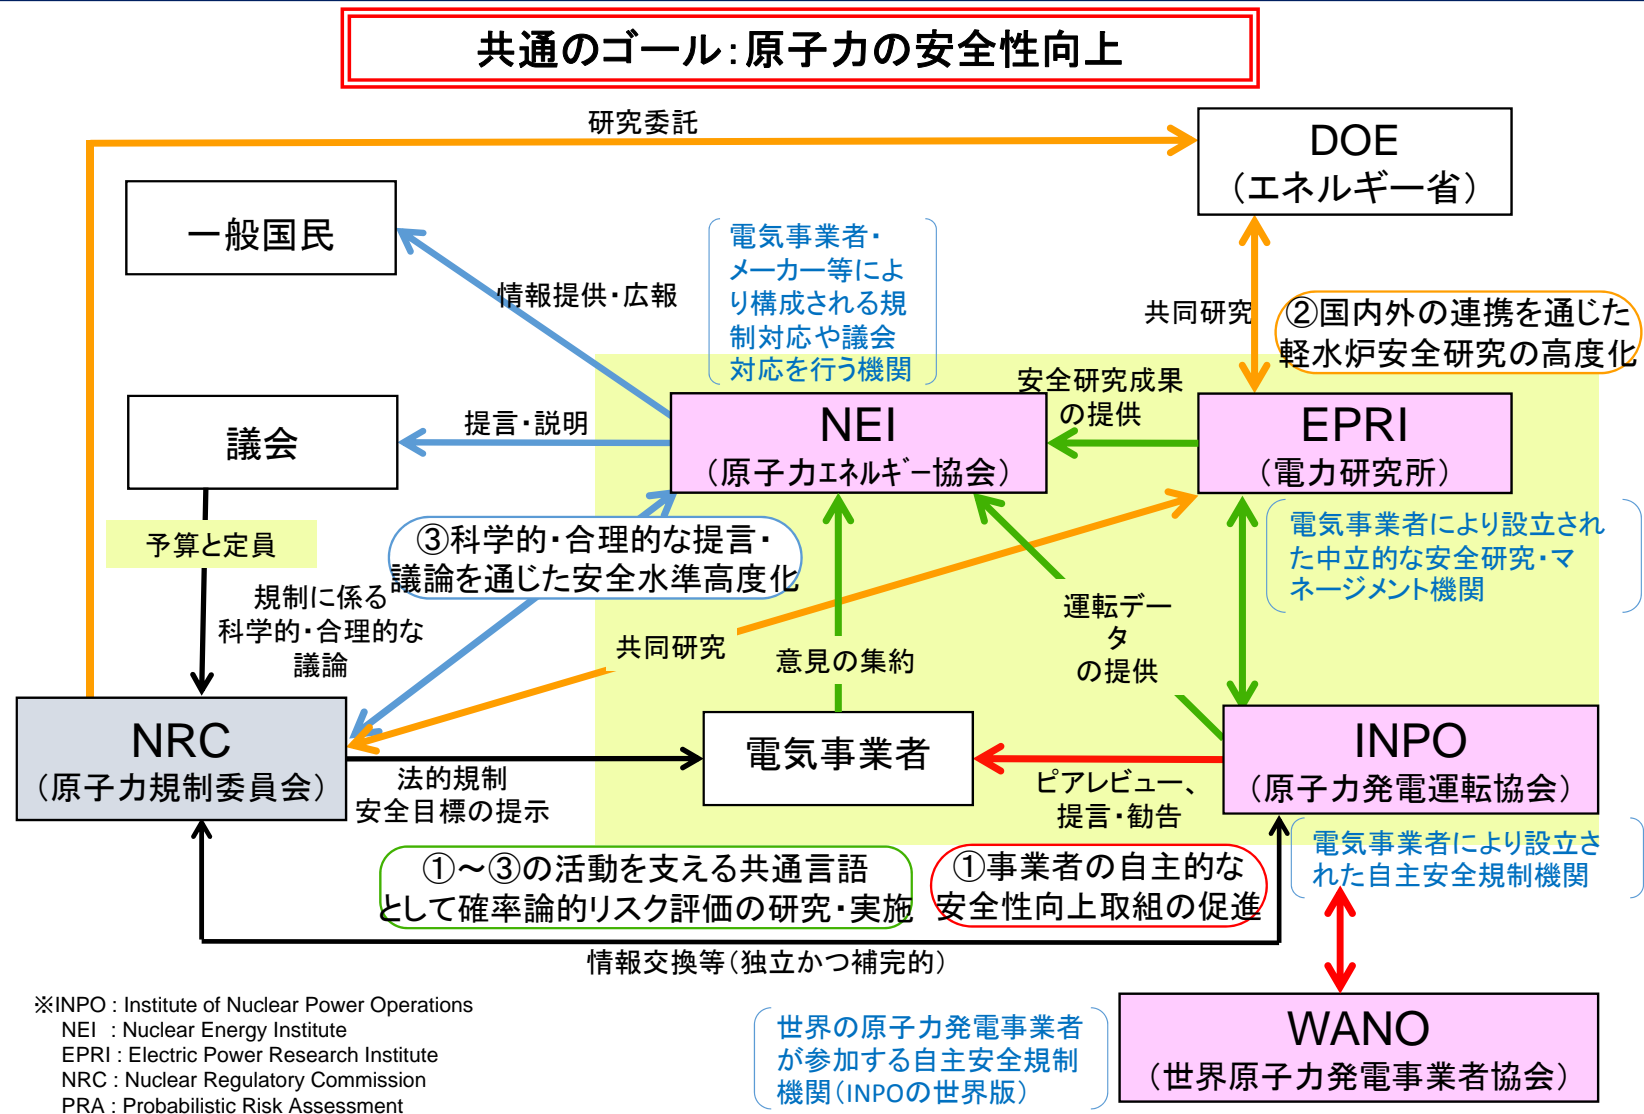 共通のゴール：原子力の安全性向上
研究委託
DOE
（エネルギー省）
一般国民
電気事業者・
メーカー等によ
り構成される規
制対応や議会
対応を行う機関
情報提供・広報
共同研究
②国内外の連携を通じた
軽水炉安全研究の高度化
安全研究成果
の提供
議会
提言・説明
NEI
（原子力ｴﾈﾙｷﾞｰ協会）
EPRI
（電力研究所）
予算と定員
③科学的・合理的な提言・
議論を通じた安全水準高度化
電気事業者により設立され
た中立的な安全研究・マ
ネージメント機関
規制に係る
科学的・合理的な
議論
共同研究
意見の集約
運転デー
タ
の提供
NRC
（原子力規制委員会）
電気事業者
INPO
（原子力発電運転協会）
法的規制
安全目標の提示
ピアレビュー、
提言・勧告
①～③の活動を支える共通言語
として確率論的リスク評価の研究・実施
①事業者の自主的な
安全性向上取組の促進
電気事業者により設立さ
れた自主安全規制機関
情報交換等（独立かつ補完的）
※INPO : Institute of Nuclear Power Operations
NEI : Nuclear Energy Institute
EPRI : Electric Power Research Institute
NRC : Nuclear Regulatory Commission
PRA : Probabilistic Risk Assessment
世界の原子力発電事業者
が参加する自主安全規制
機関（INPOの世界版）
WANO
（世界原子力発電事業者協会）